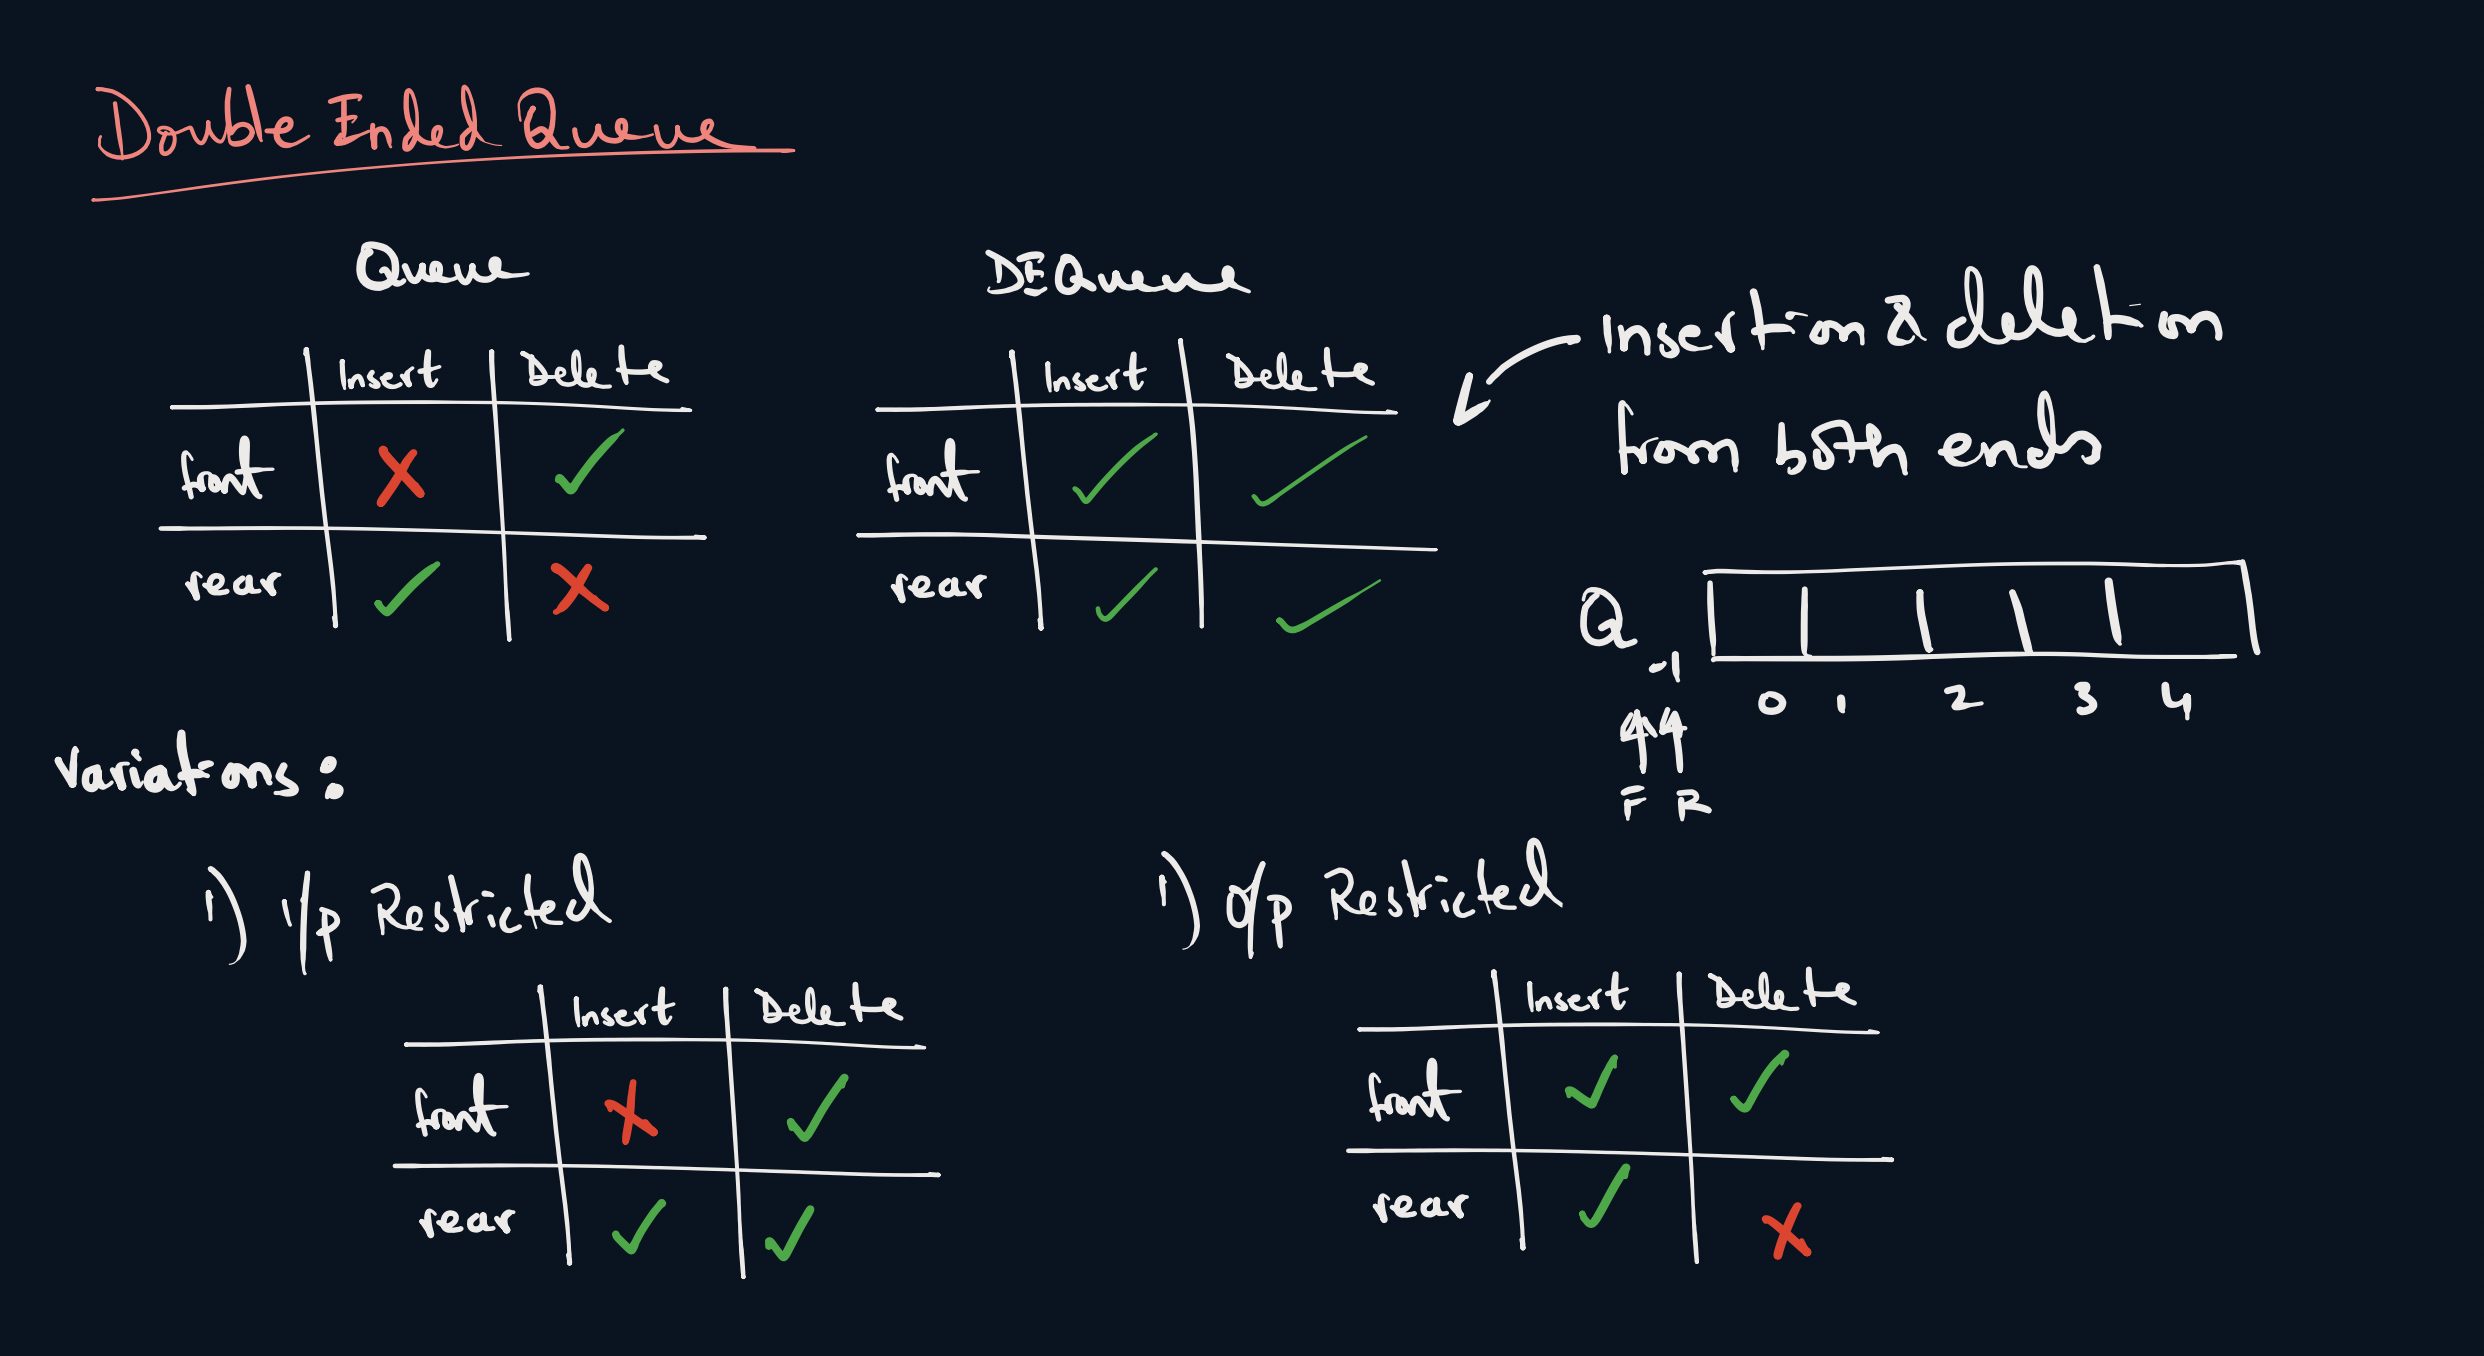 Double Ended Queue
Queue
Insert Delete
front ✗ ✓
rear ✓ ✗
DEQueue
Insert Delete
front ✓ ✓
rear ✓ ✓
Insertion & deletion
from both ends
Q
-1 0 1 2 3 4
F R
Variations:
1) i/p Restricted
Insert Delete
front ✗ ✓
rear ✓ ✓
1) o/p Restricted
Insert Delete
front ✓ ✓
rear ✓ ✗